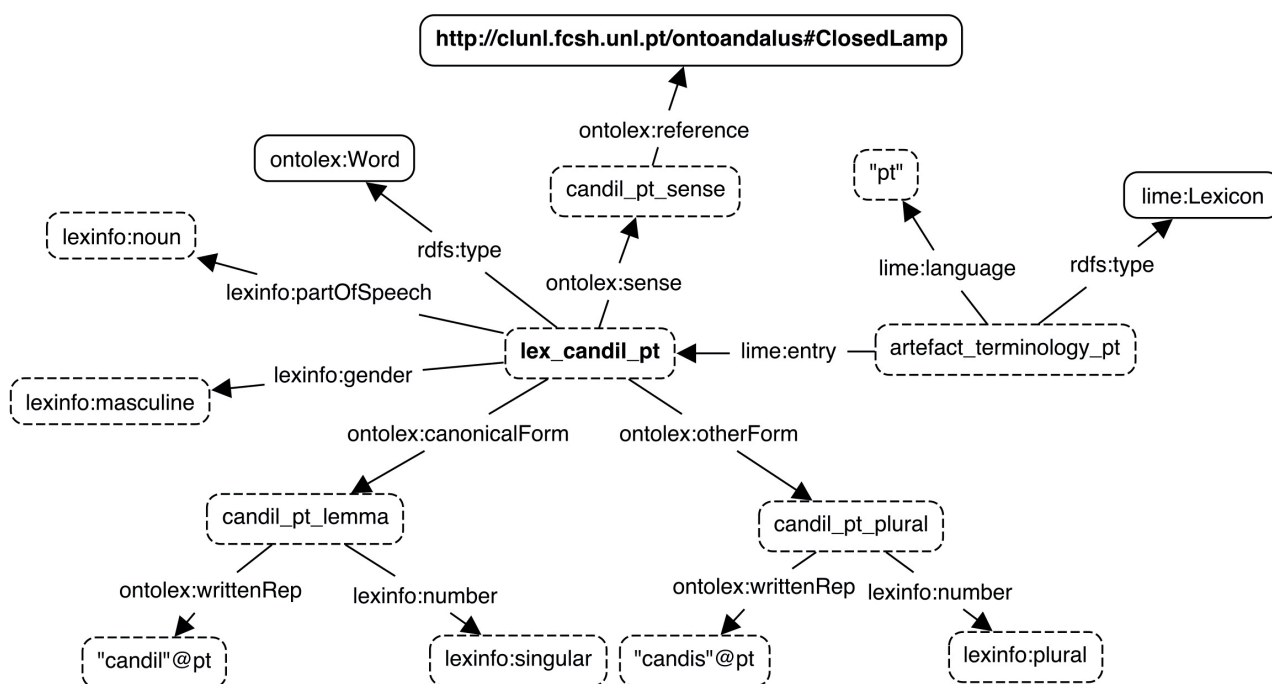 http://clunl.fcsh.unl.pt/ontoandalus#ClosedLamp
ontolex:reference
ontolex:Word
candil_pt_sense
"pt"
lime:Lexicon
lexinfo:noun
rdfs:type
lime:language
rdfs:type
lexinfo:partOfSpeech
ontolex:sense
lex_candil_pt
lime:entry
artefact_terminology_pt
lexinfo:gender
lexinfo:masculine
ontolex:canonicalForm
ontolex:otherForm
candil_pt_lemma
candil_pt_plural
ontolex:writtenRep
lexinfo:number
ontolex:writtenRep
lexinfo:number
"candil"@pt
lexinfo:singular
"candis"@pt
lexinfo:plural